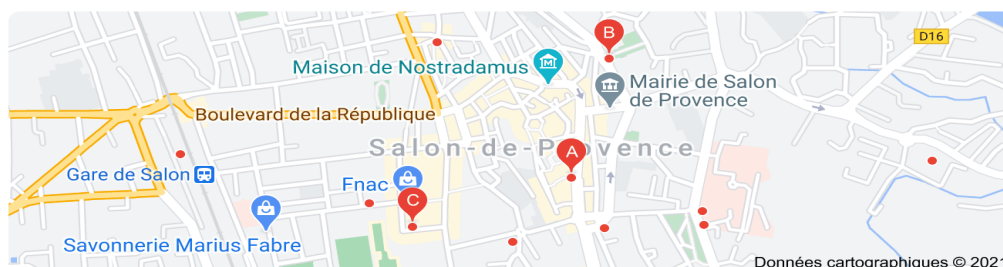 B
D16
Maison de Nostradamus
Mairie de Salon
de Provence
Boulevard de la République
Salon-de-Provence
A
Gare de Salon
Fnac
C
Savonnerie Marius Fabre
Données cartographiques © 2021